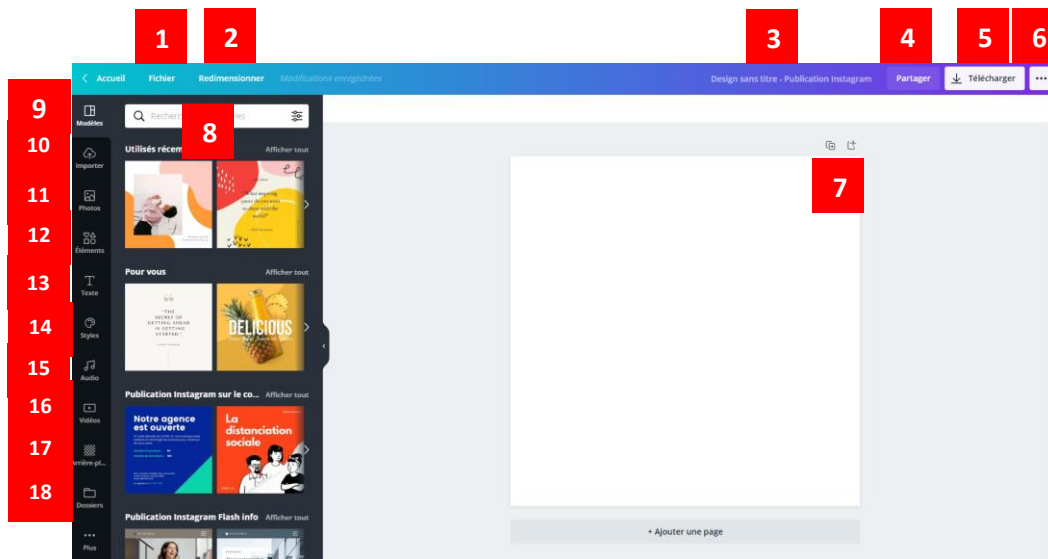 1
2
3
4
5
6
Accueil
Fichier
Redimensionner
Modifications enregistrées
Design sans titre - Publication Instagram
Partager
Télécharger
9
Modèles
10
Importer
11
Photos
12
Éléments
13
Texte
14
Styles
15
Audio
16
Vidéos
17
Arrière-pl...
18
Dossiers
Plus
8
Utilisés récem
Afficher tout
Pour vous
Afficher tout
"THE
SECRET OF
GETTING AHEAD
IS GETTING
STARTED."
DELICIOUS
Publication Instagram sur le co...
Afficher tout
Notre agence
est ouverte
La
distanciation
sociale
Publication Instagram Flash info
Afficher tout
7
+ Ajouter une page